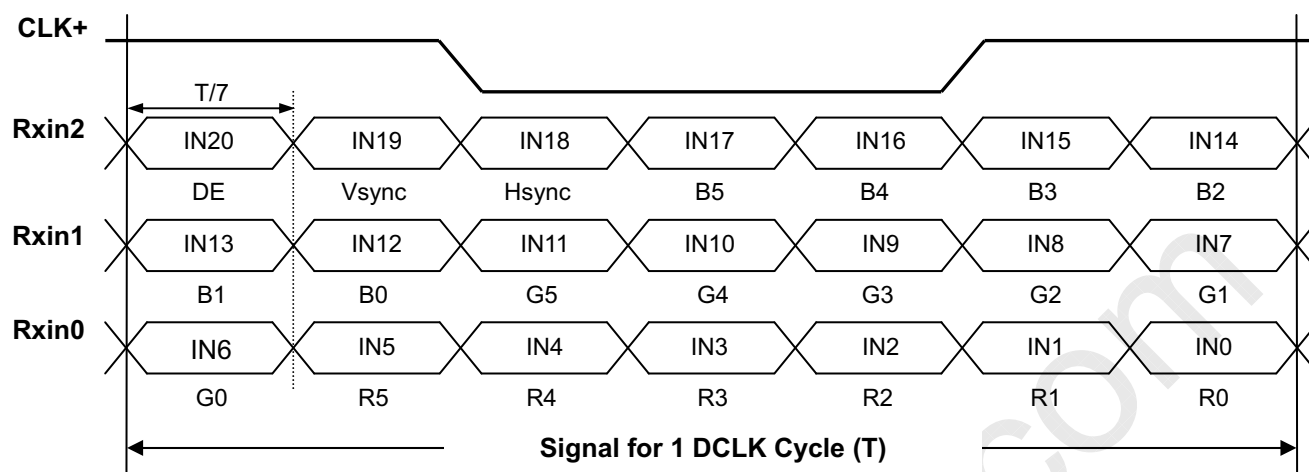 CLK+
T/7
Rxin2 IN20 IN19 IN18 IN17 IN16 IN15 IN14
DE Vsync Hsync B5 B4 B3 B2
Rxin1 IN13 IN12 IN11 IN10 IN9 IN8 IN7
B1 B0 G5 G4 G3 G2 G1
Rxin0 IN6 IN5 IN4 IN3 IN2 IN1 IN0
G0 R5 R4 R3 R2 R1 R0
Signal for 1 DCLK Cycle (T)
com